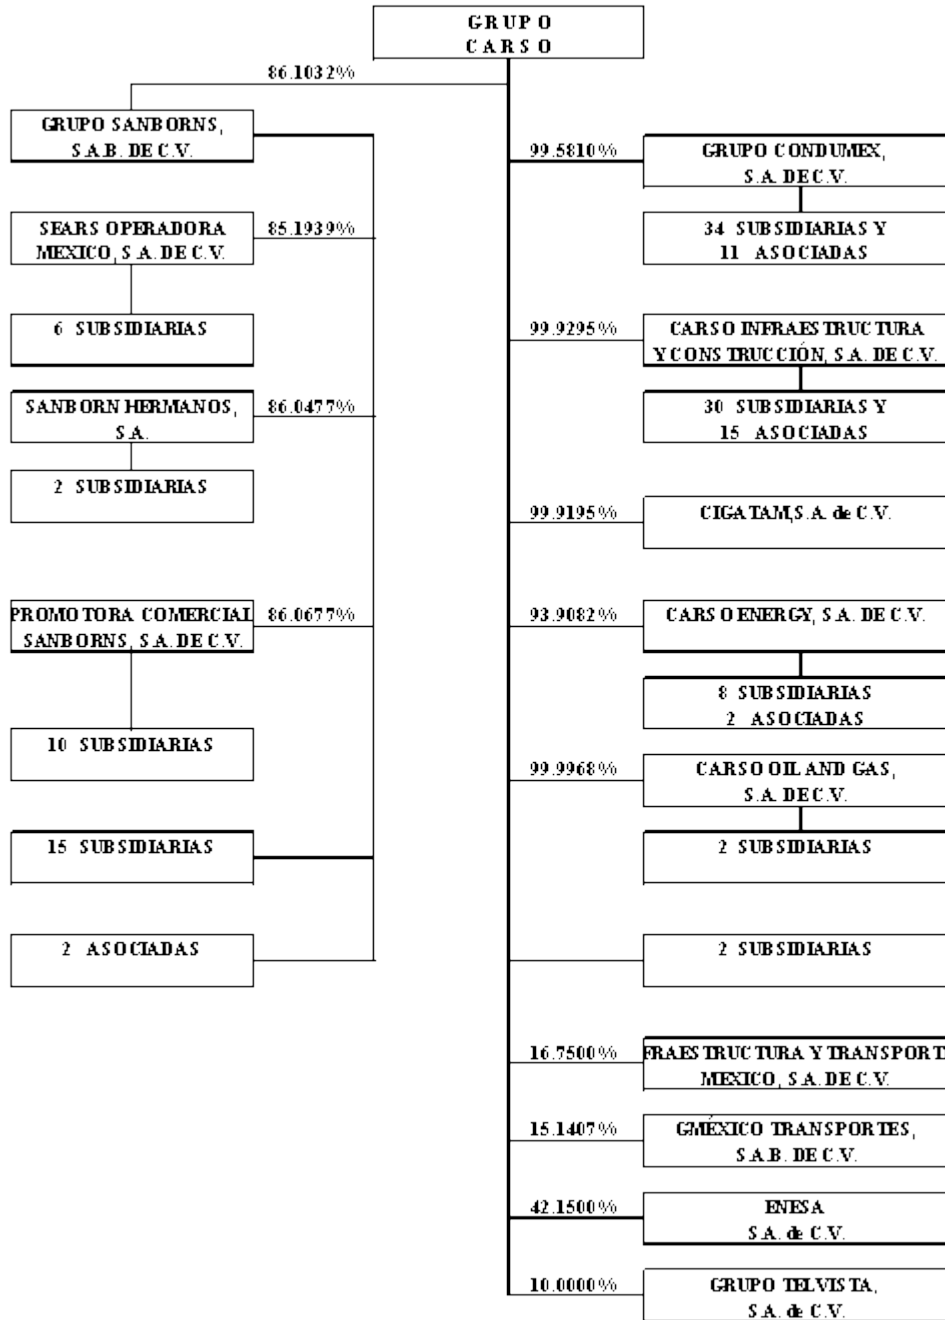 GRUPO
CARSO
86.1032%
GRUPO SANBORNS,
S.A.B. DE C.V.
SEARS OPERADORA
MEXICO, S.A. DE C.V.
85.1939%
6 SUBSIDIARIAS
SANBORN HERMANOS,
S.A.
86.0477%
2 SUBSIDIARIAS
PROMOTORA COMERCIAL
SANBORNS, S.A. DE C.V.
86.0677%
10 SUBSIDIARIAS
15 SUBSIDIARIAS
2 ASOCIADAS
99.5810%
GRUPO CONDUMEX,
S.A. DE C.V.
34 SUBSIDIARIAS Y
11 ASOCIADAS
99.9295%
CARSO INFRAESTRUCTURA
Y CONSTRUCCIÓN, S.A. DE C.V.
30 SUBSIDIARIAS Y
15 ASOCIADAS
99.9195%
CIGATAM, S.A. de C.V.
93.9082%
CARSO ENERGY, S.A. DE C.V.
8 SUBSIDIARIAS
2 ASOCIADAS
99.9968%
CARSO OIL AND GAS,
S.A. DE C.V.
2 SUBSIDIARIAS
2 SUBSIDIARIAS
16.7500%
FRAESTRUCTURA Y TRANSPORT
MEXICO, S.A. DE C.V.
15.1407%
GMÉXICO TRANSPORTES,
S.A.B. DE C.V.
42.1500%
ENESA
S.A. de C.V.
10.0000%
GRUPO TELVISTA,
S.A. de C.V.